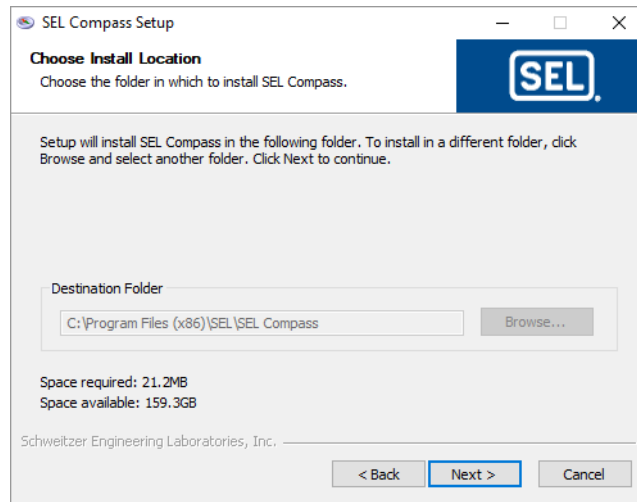 SEL Compass Setup
Choose Install Location
Choose the folder in which to install SEL Compass.
SEL
Setup will install SEL Compass in the following folder. To install in a different folder, click
Browse and select another folder. Click Next to continue.
Destination Folder
C:\Program Files (x86)\SEL\SEL Compass
Browse...
Space required: 21.2MB
Space available: 159.3GB
Schweitzer Engineering Laboratories, Inc.
< Back
Next >
Cancel